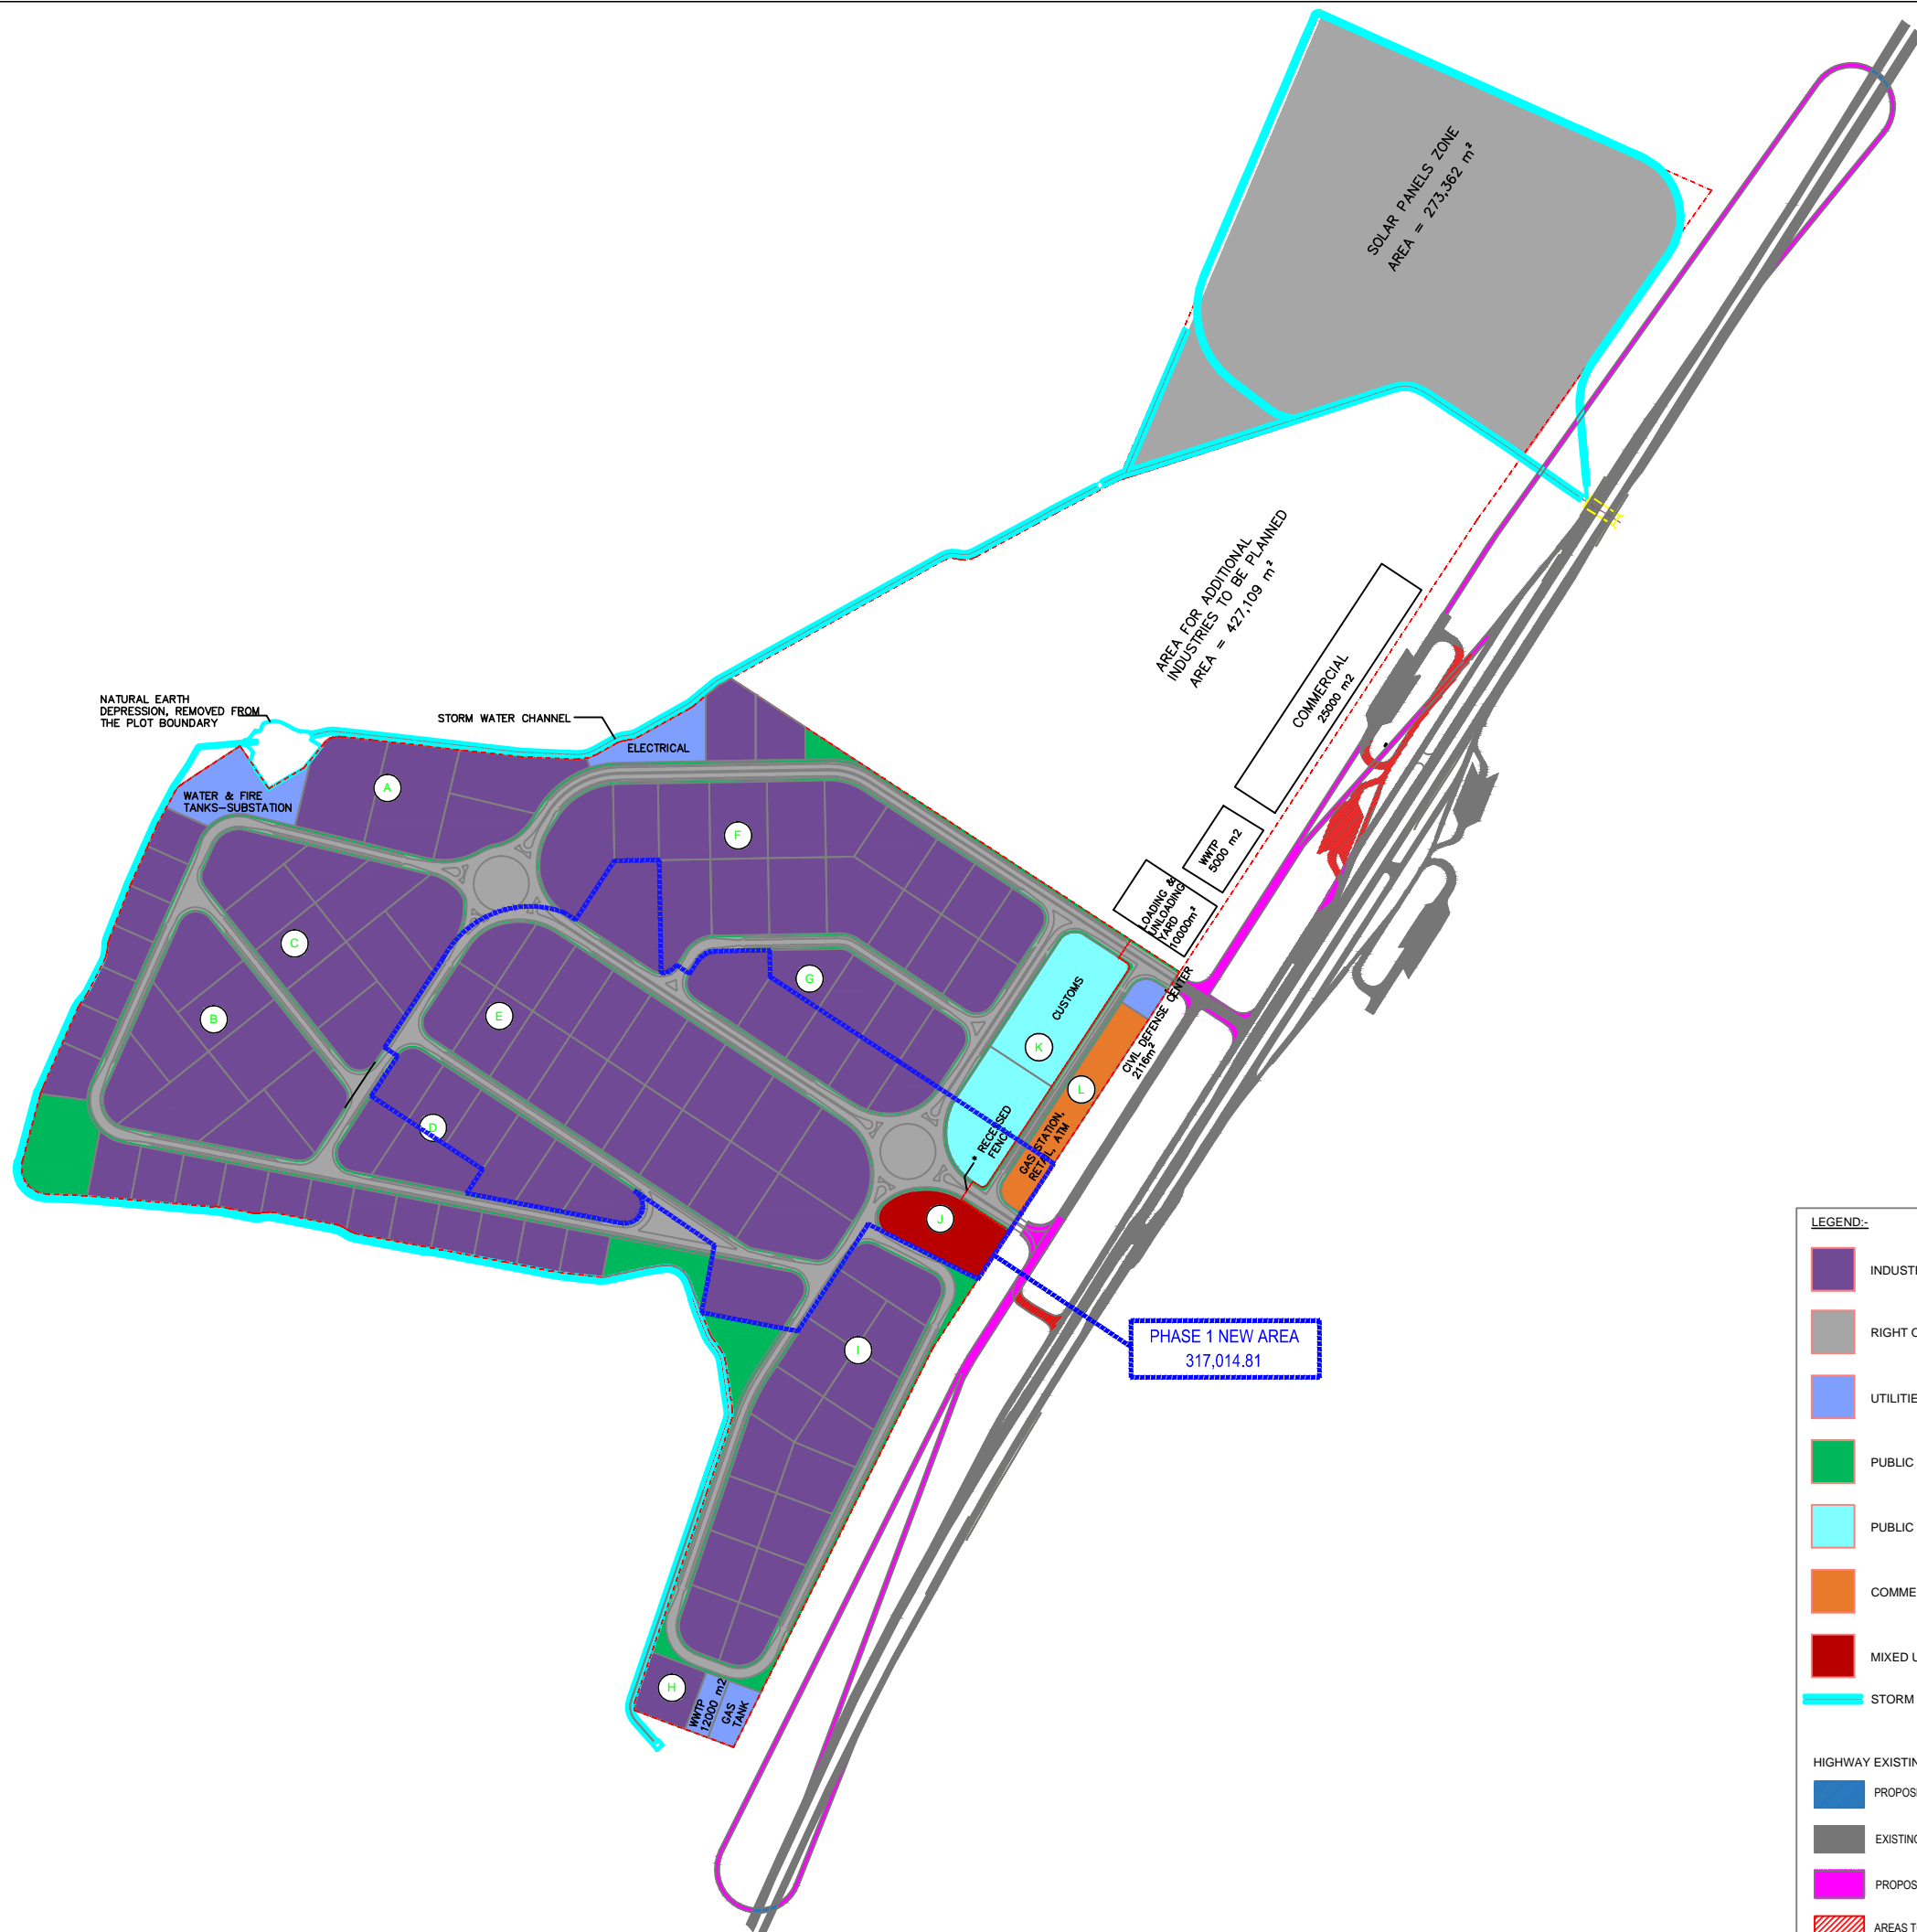 SOLAR PANELS ZONE
AREA = 273,362 m²
AREA FOR ADDITIONAL
INDUSTRIES TO BE PLANNED
AREA = 427,109 m²
COMMERCIAL
25000 m2
WWTP
5000 m2
LOADING &
UNLOADING
YARD
10000m²
NATURAL EARTH
DEPRESSION, REMOVED FROM
THE PLOT BOUNDARY
STORM WATER CHANNEL
ELECTRICAL
WATER & FIRE
TANKS-SUBSTATION
A
F
C
G
B
E
CUSTOMS
K
CIVIL DEFENSE CENTER
2116m²
L
D
* RECESSED
FENCE
GAS STATION,
RETAIL, ATM
J
PHASE 1 NEW AREA
317,014.81
I
H
WWTP
12000 m2
GAS
TANK
LEGEND:-
INDUST
RIGHT
UTILITIE
PUBLIC
PUBLIC
COMME
MIXED U
STORM
HIGHWAY EXISTIN
PROPOS
EXISTING
PROPOS
AREAS T